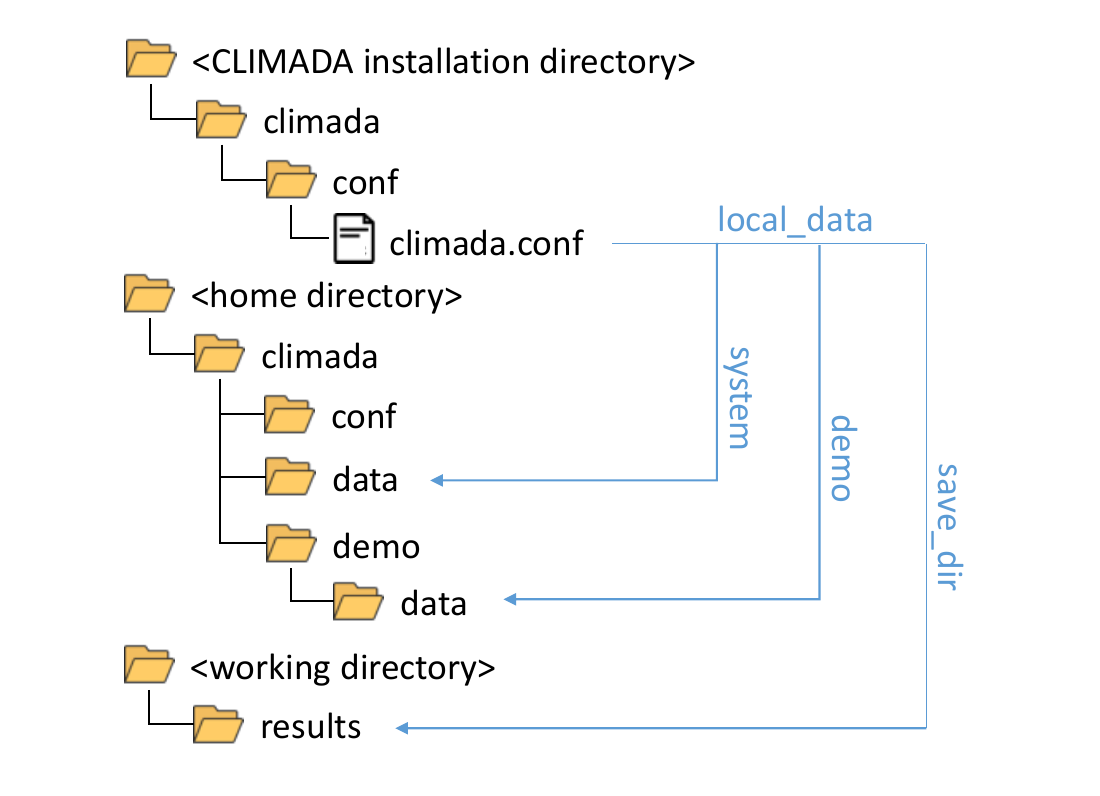 <CLIMADA installation directory>
climada
conf
local_data
climada.conf
<home directory>
climada
system
conf
demo
data
save_dir
demo
data
<working directory>
results